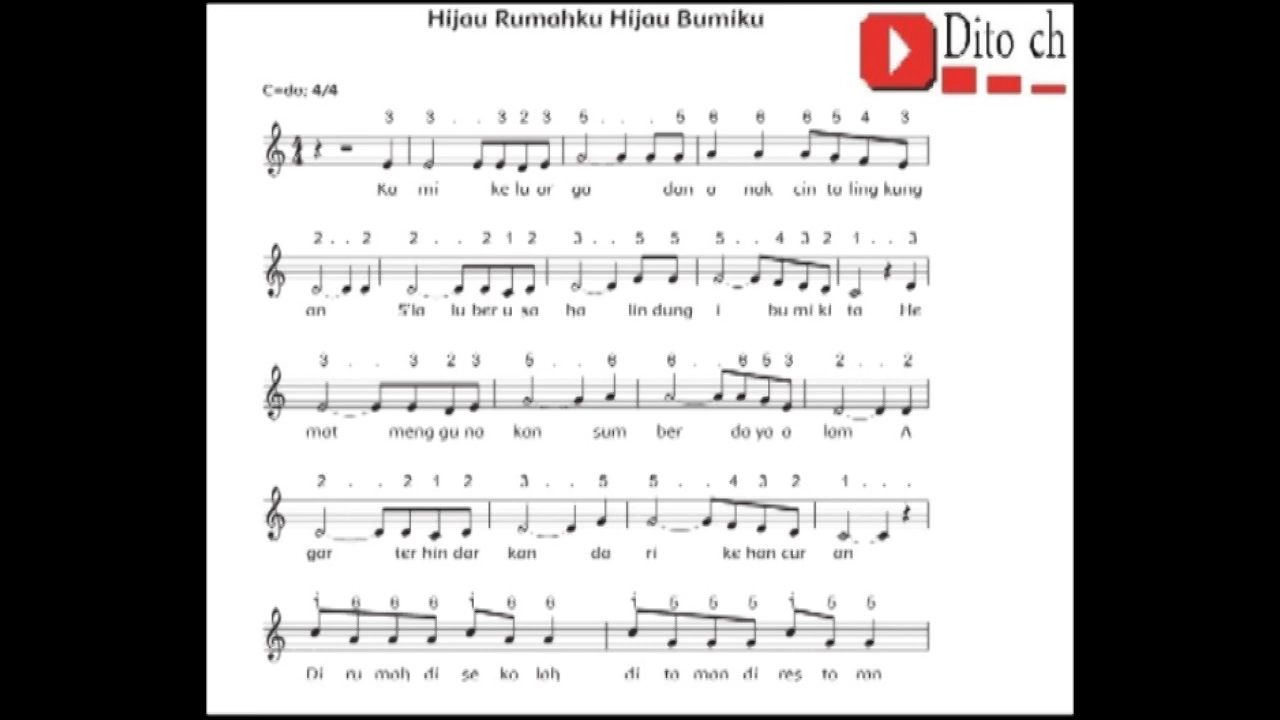 Hijau Rumahku Hijau Bumiku
Dito ch
C=do; 4/4
3 3 . . 3 2 3 5 . . . 5 6 6 6 5 4 3
Ka mi ke lu ar ga dan a nak cin ta ling kung
2 . . 2 2 . . 2 1 2 3 . . 5 5 5 . . 4 3 2 1 . . 3
an S'la lu ber u sa ha lin dung i bu mi ki ta He
3 . . 3 2 3 5 . . 6 6 . . 6 5 3 2 . . 2
mat meng gu na kan sum ber da ya a lam A
2 . . 2 1 2 3 . . 5 5 . . 4 3 2 1 . . .
gar ter hin dar kan da ri ke han cur an
i 6 6 6 i 6 6 i 5 5 5 i 5 5
Di ru mah di se ko lah di ta man di res to ran